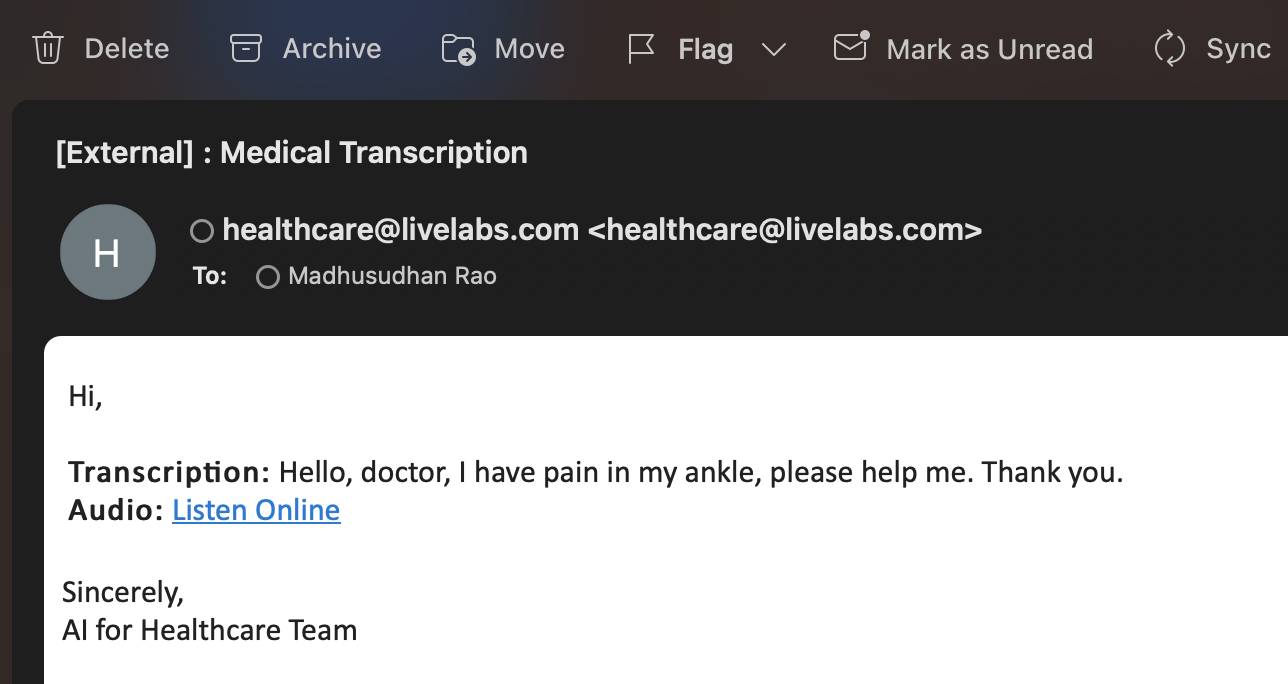 Delete Archive Move Flag Mark as Unread Sync
[External] : Medical Transcription
H
healthcare@livelabs.com <healthcare@livelabs.com>
To: Madhusudhan Rao
Hi,
Transcription: Hello, doctor, I have pain in my ankle, please help me. Thank you.
Audio: Listen Online
Sincerely,
AI for Healthcare Team